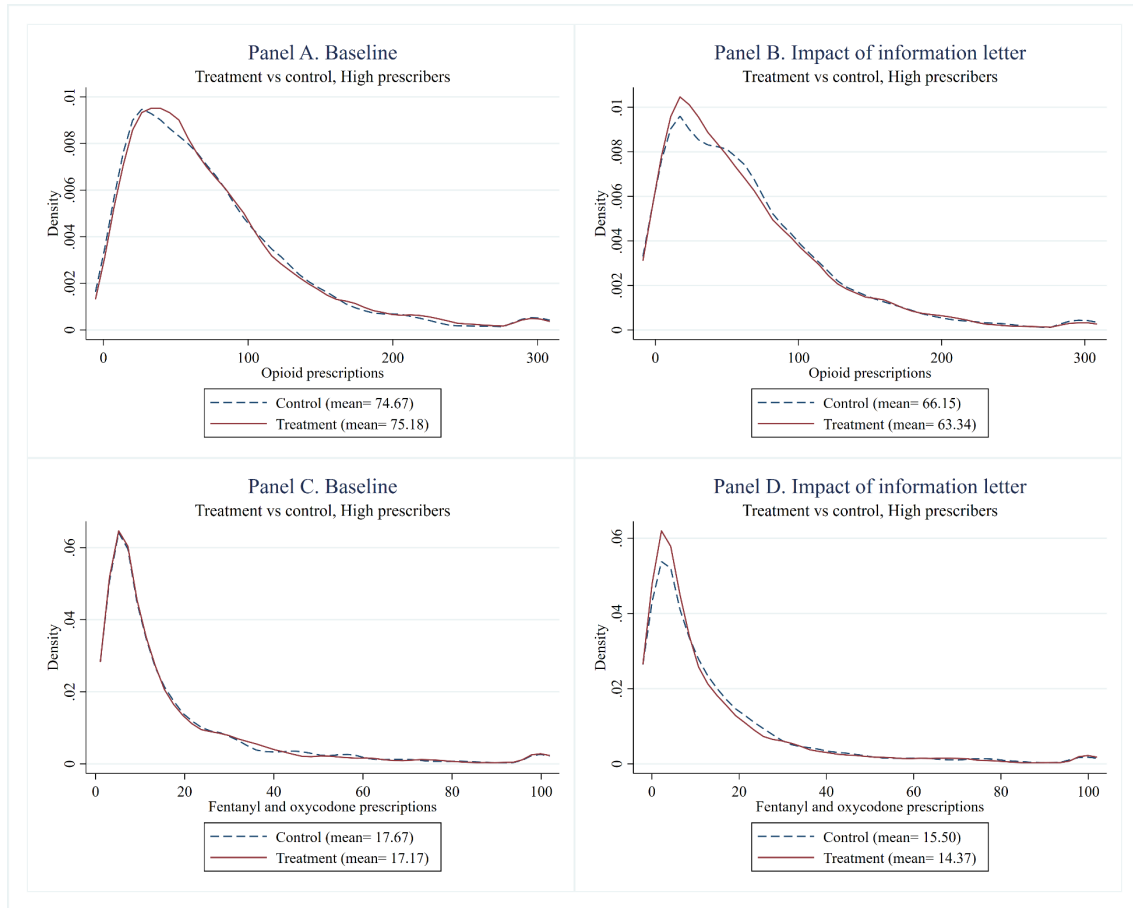 Panel A. Baseline
Treatment vs control, High prescribers
.01
.008
.006
.004
.002
0
Density
0 100 200 300
Opioid prescriptions
Control (mean= 74.67)
Treatment (mean= 75.18)
Panel B. Impact of information letter
Treatment vs control, High prescribers
.01
.008
.006
.004
.002
0
Density
0 100 200 300
Opioid prescriptions
Control (mean= 66.15)
Treatment (mean= 63.34)
Panel C. Baseline
Treatment vs control, High prescribers
.06
.04
.02
0
Density
0 20 40 60 80 100
Fentanyl and oxycodone prescriptions
Control (mean= 17.67)
Treatment (mean= 17.17)
Panel D. Impact of information letter
Treatment vs control, High prescribers
.06
.04
.02
0
Density
0 20 40 60 80 100
Fentanyl and oxycodone prescriptions
Control (mean= 15.50)
Treatment (mean= 14.37)